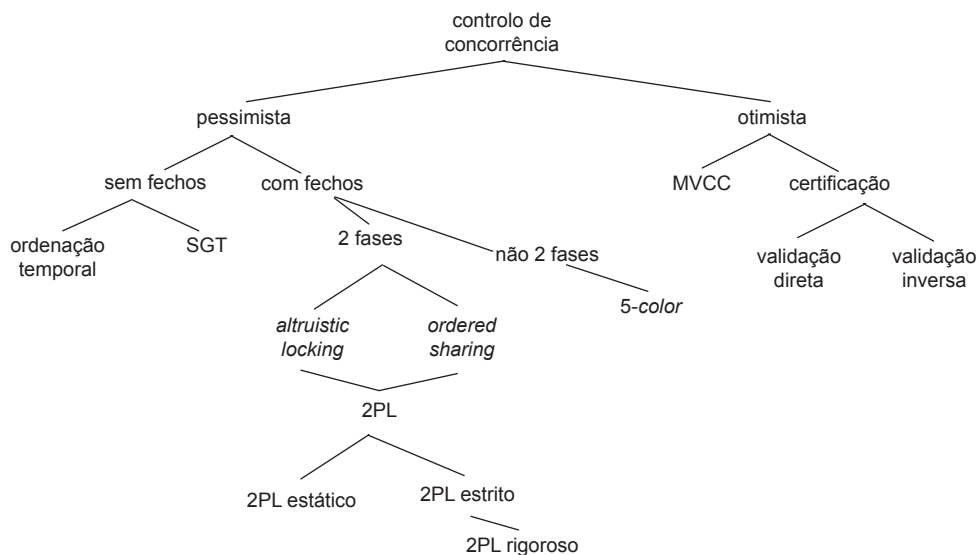 controlo de
concorrência
pessimista
otimista
sem fechos
com fechos
MVCC
certificação
ordenação
temporal
SGT
2 fases
não 2 fases
validação
direta
validação
inversa
5-color
altruistic
locking
ordered
sharing
2PL
2PL estático
2PL estrito
2PL rigoroso